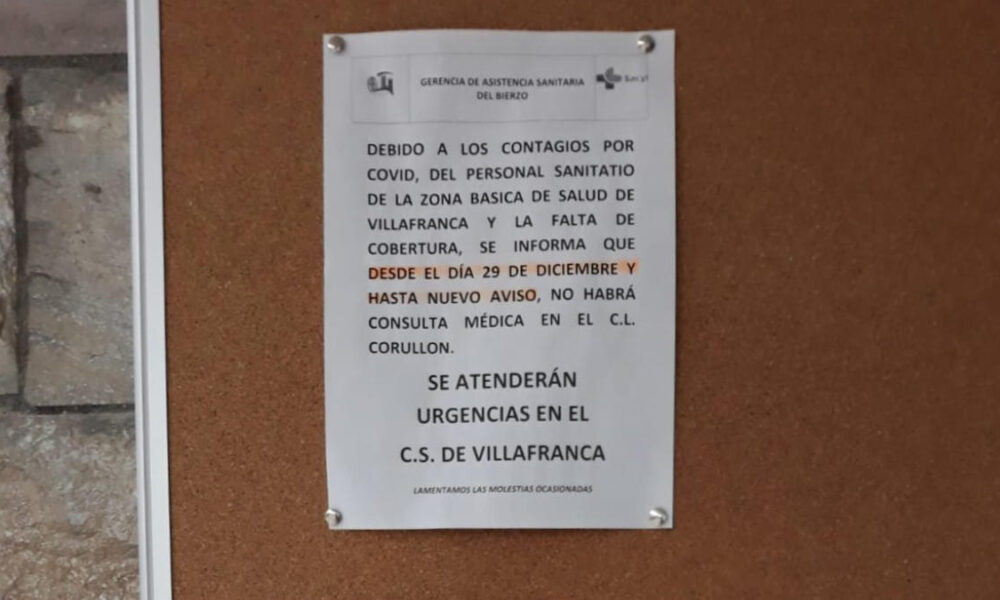 GERENCIA DE ASISTENCIA SANITARIA
DEL BIERZO
Sacyl
DEBIDO A LOS CONTAGIOS POR
COVID, DEL PERSONAL SANITATIO
DE LA ZONA BASICA DE SALUD DE
VILLAFRANCA Y LA FALTA DE
COBERTURA, SE INFORMA QUE
DESDE EL DÍA 29 DE DICIEMBRE Y
HASTA NUEVO AVISO, NO HABRÁ
CONSULTA MÉDICA EN EL C.L.
CORULLON.
SE ATENDERÁN
URGENCIAS EN EL
C.S. DE VILLAFRANCA
LAMENTAMOS LAS MOLESTIAS OCASIONADAS